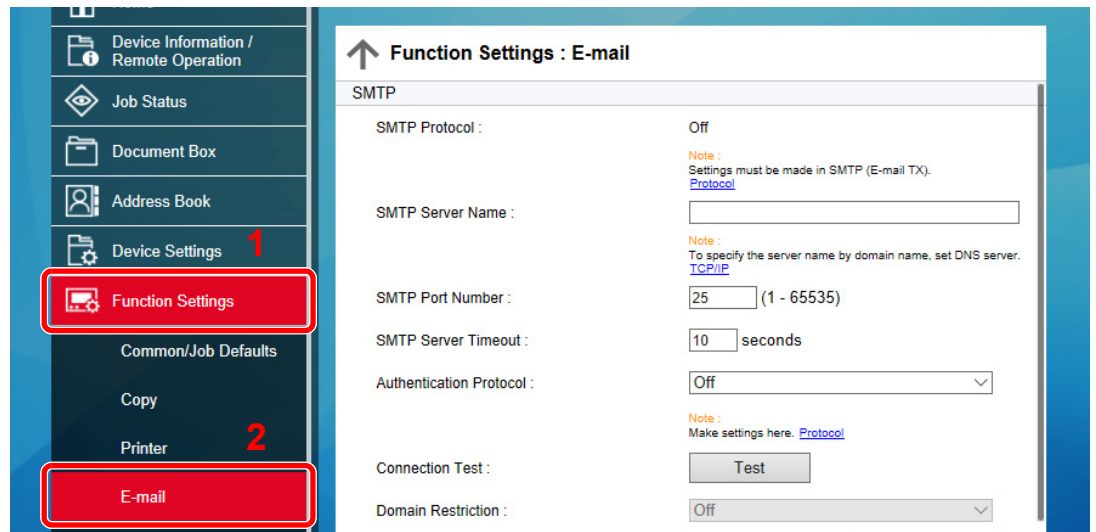 Home
Device Information /
Remote Operation
Job Status
Document Box
Address Book
Device Settings
1
Function Settings
Common/Job Defaults
Copy
Printer
2
E-mail
Function Settings : E-mail
SMTP
SMTP Protocol :
Off
Note :
Settings must be made in SMTP (E-mail TX).
Protocol
SMTP Server Name :
Note :
To specify the server name by domain name, set DNS server.
TCP/IP
SMTP Port Number :
25 (1 - 65535)
SMTP Server Timeout :
10 seconds
Authentication Protocol :
Off
Note :
Make settings here. Protocol
Connection Test :
Test
Domain Restriction :
Off